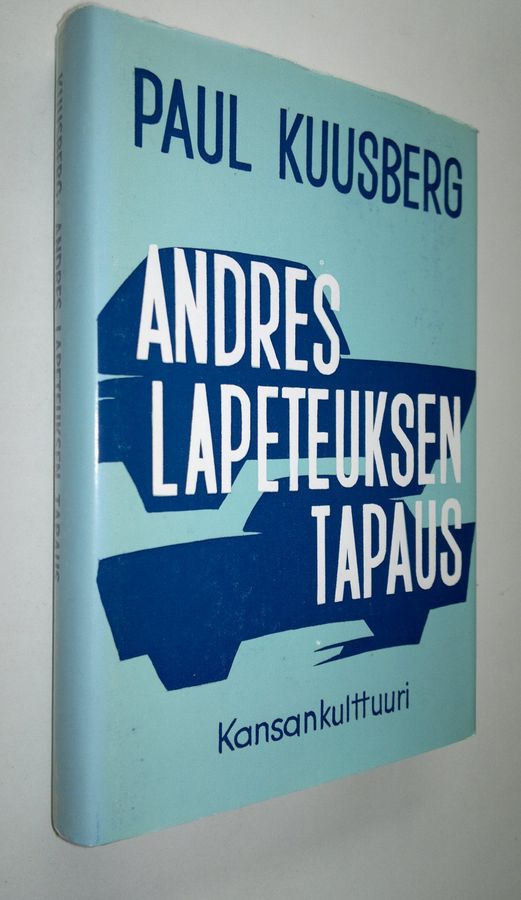 PAUL KUUSBERG
ANDRES
LAPETEUKSEN
TAPAUS
Kansankulttuuri
KUUSBERG: ANDRES LAPETEUKSEN TAPAUS